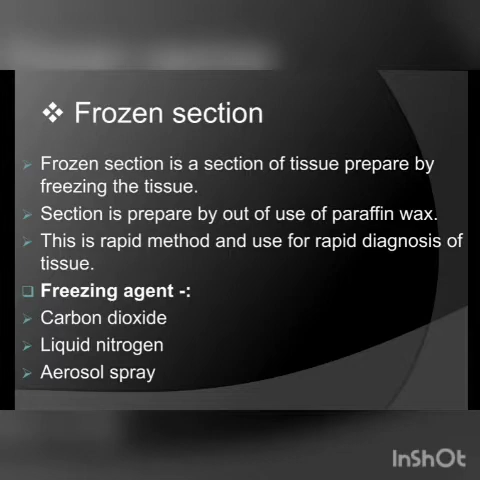 ❖ Frozen section
➢ Frozen section is a section of tissue prepare by
freezing the tissue.
➢ Section is prepare by out of use of paraffin wax.
➢ This is rapid method and use for rapid diagnosis of
tissue.
❑ Freezing agent -:
➢ Carbon dioxide
➢ Liquid nitrogen
➢ Aerosol spray
InShOt